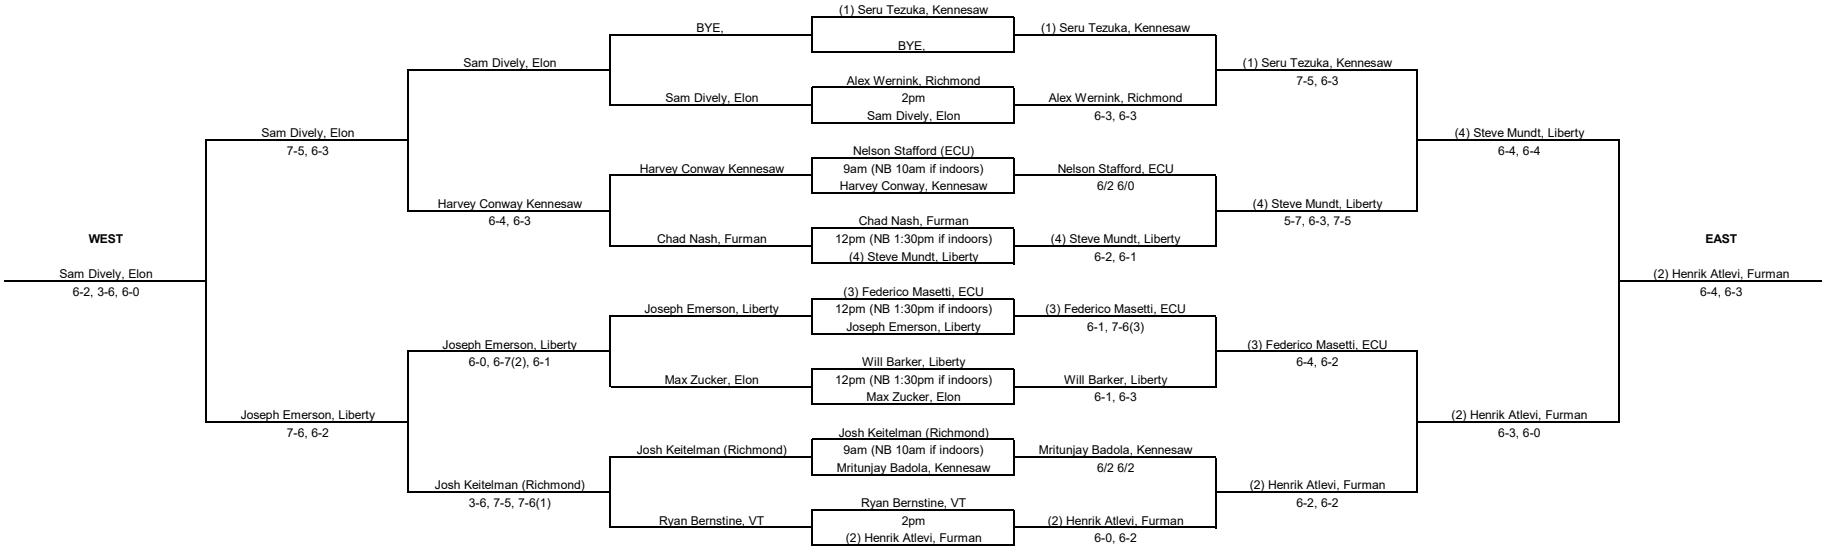 (1) Seru Tezuka, Kennesaw
BYE, (1) Seru Tezuka, Kennesaw
BYE,
Sam Dively, Elon (1) Seru Tezuka, Kennesaw
Alex Wernink, Richmond 7-5, 6-3
Sam Dively, Elon 2pm Alex Wernink, Richmond
Sam Dively, Elon 6-3, 6-3
Sam Dively, Elon (4) Steve Mundt, Liberty
7-5, 6-3 Nelson Stafford (ECU) 6-4, 6-4
Harvey Conway Kennesaw 9am (NB 10am if indoors) Nelson Stafford, ECU
Harvey Conway, Kennesaw 6/2 6/0
Harvey Conway Kennesaw (4) Steve Mundt, Liberty
6-4, 6-3 Chad Nash, Furman 5-7, 6-3, 7-5
WEST Chad Nash, Furman 12pm (NB 1:30pm if indoors) (4) Steve Mundt, Liberty EAST
(4) Steve Mundt, Liberty 6-2, 6-1
Sam Dively, Elon (2) Henrik Atlevi, Furman
6-2, 3-6, 6-0 (3) Federico Masetti, ECU 6-4, 6-3
Joseph Emerson, Liberty 12pm (NB 1:30pm if indoors) (3) Federico Masetti, ECU
Joseph Emerson, Liberty 6-1, 7-6(3)
Joseph Emerson, Liberty (3) Federico Masetti, ECU
6-0, 6-7(2), 6-1 Will Barker, Liberty 6-4, 6-2
Max Zucker, Elon 12pm (NB 1:30pm if indoors) Will Barker, Liberty
Max Zucker, Elon 6-1, 6-3
Joseph Emerson, Liberty (2) Henrik Atlevi, Furman
7-6, 6-2 Josh Keitelman (Richmond) 6-3, 6-0
Josh Keitelman (Richmond) 9am (NB 10am if indoors) Mritunjay Badola, Kennesaw
Mritunjay Badola, Kennesaw 6/2 6/2
Josh Keitelman (Richmond) (2) Henrik Atlevi, Furman
3-6, 7-5, 7-6(1) Ryan Bernstine, VT 6-2, 6-2
Ryan Bernstine, VT 2pm (2) Henrik Atlevi, Furman
(2) Henrik Atlevi, Furman 6-0, 6-2